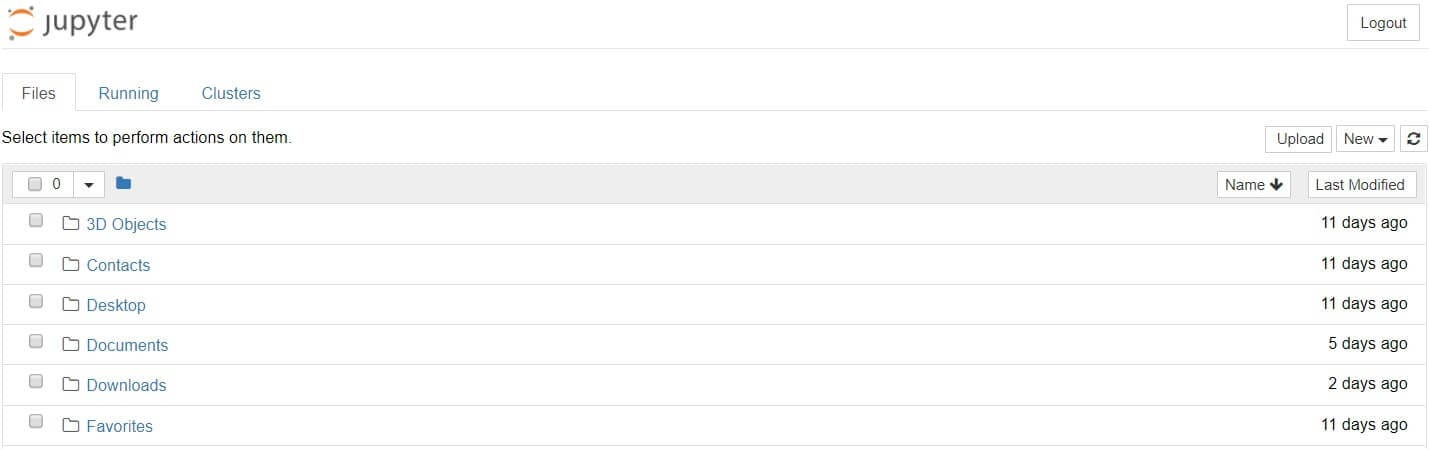 jupyter Logout
Files Running Clusters
Select items to perform actions on them. Upload New
0 Name Last Modified
3D Objects 11 days ago
Contacts 11 days ago
Desktop 11 days ago
Documents 5 days ago
Downloads 2 days ago
Favorites 11 days ago